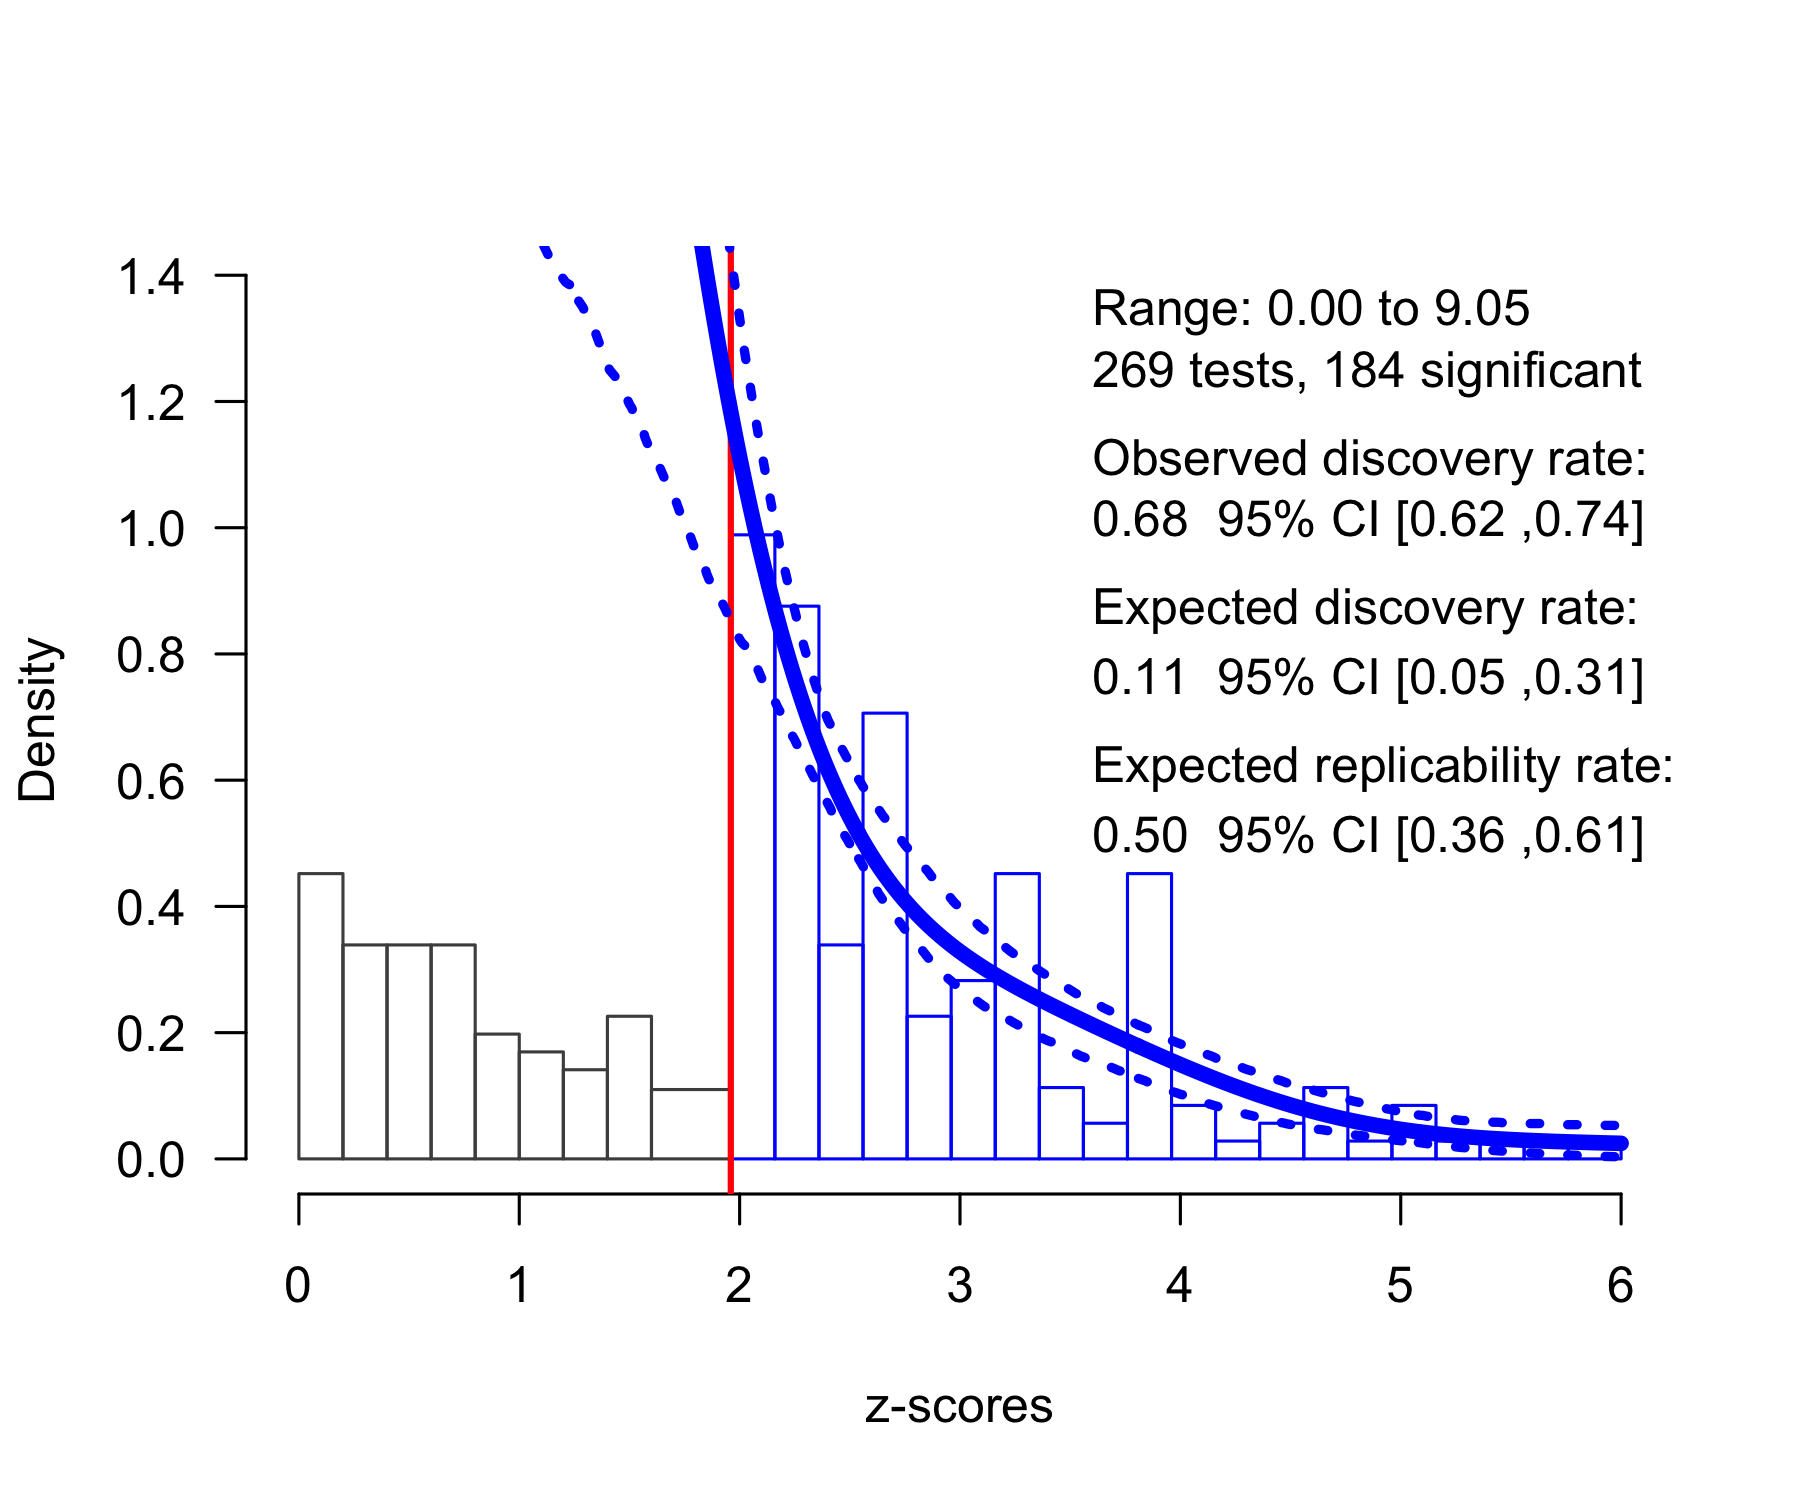 1.4
1.2
1.0
0.8
0.6
0.4
0.2
0.0
Density
Range: 0.00 to 9.05
269 tests, 184 significant
Observed discovery rate:
0.68 95% CI [0.62 ,0.74]
Expected discovery rate:
0.11 95% CI [0.05 ,0.31]
Expected replicability rate:
0.50 95% CI [0.36 ,0.61]
0 1 2 3 4 5 6
z-scores